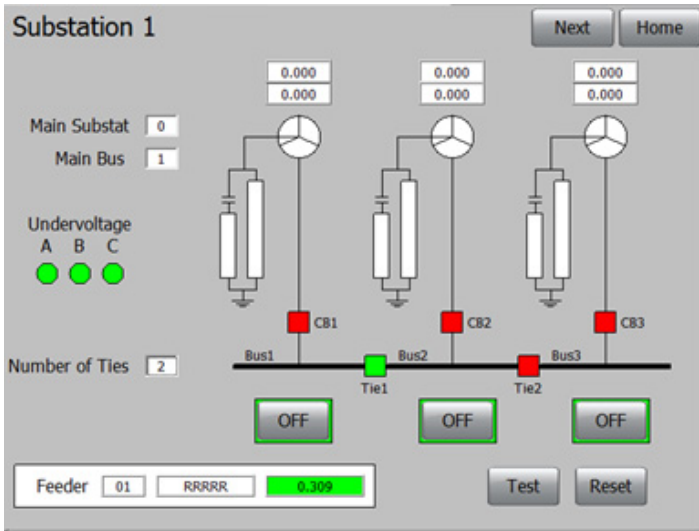 Substation 1
Next
Home
0.000
0.000
0.000
0.000
0.000
0.000
Main Substat 0
Main Bus 1
Undervoltage
A B C
CB1
CB2
CB3
Number of Ties 2
Bus1
Bus2
Bus3
Tie1
Tie2
OFF
OFF
OFF
Feeder 01 RRRRR 0.309
Test
Reset